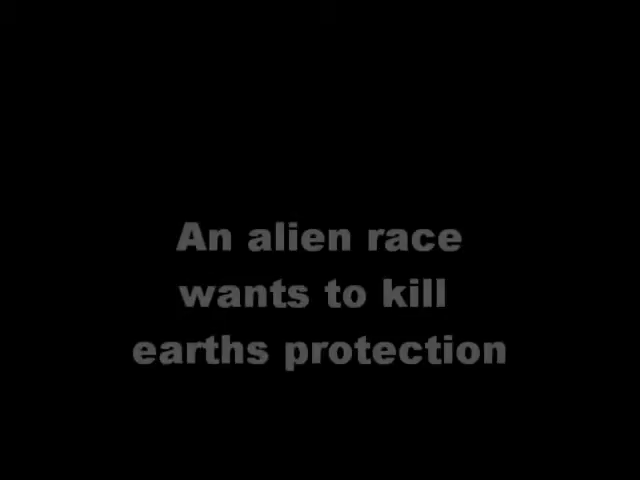 An alien race
wants to kill
earths protection